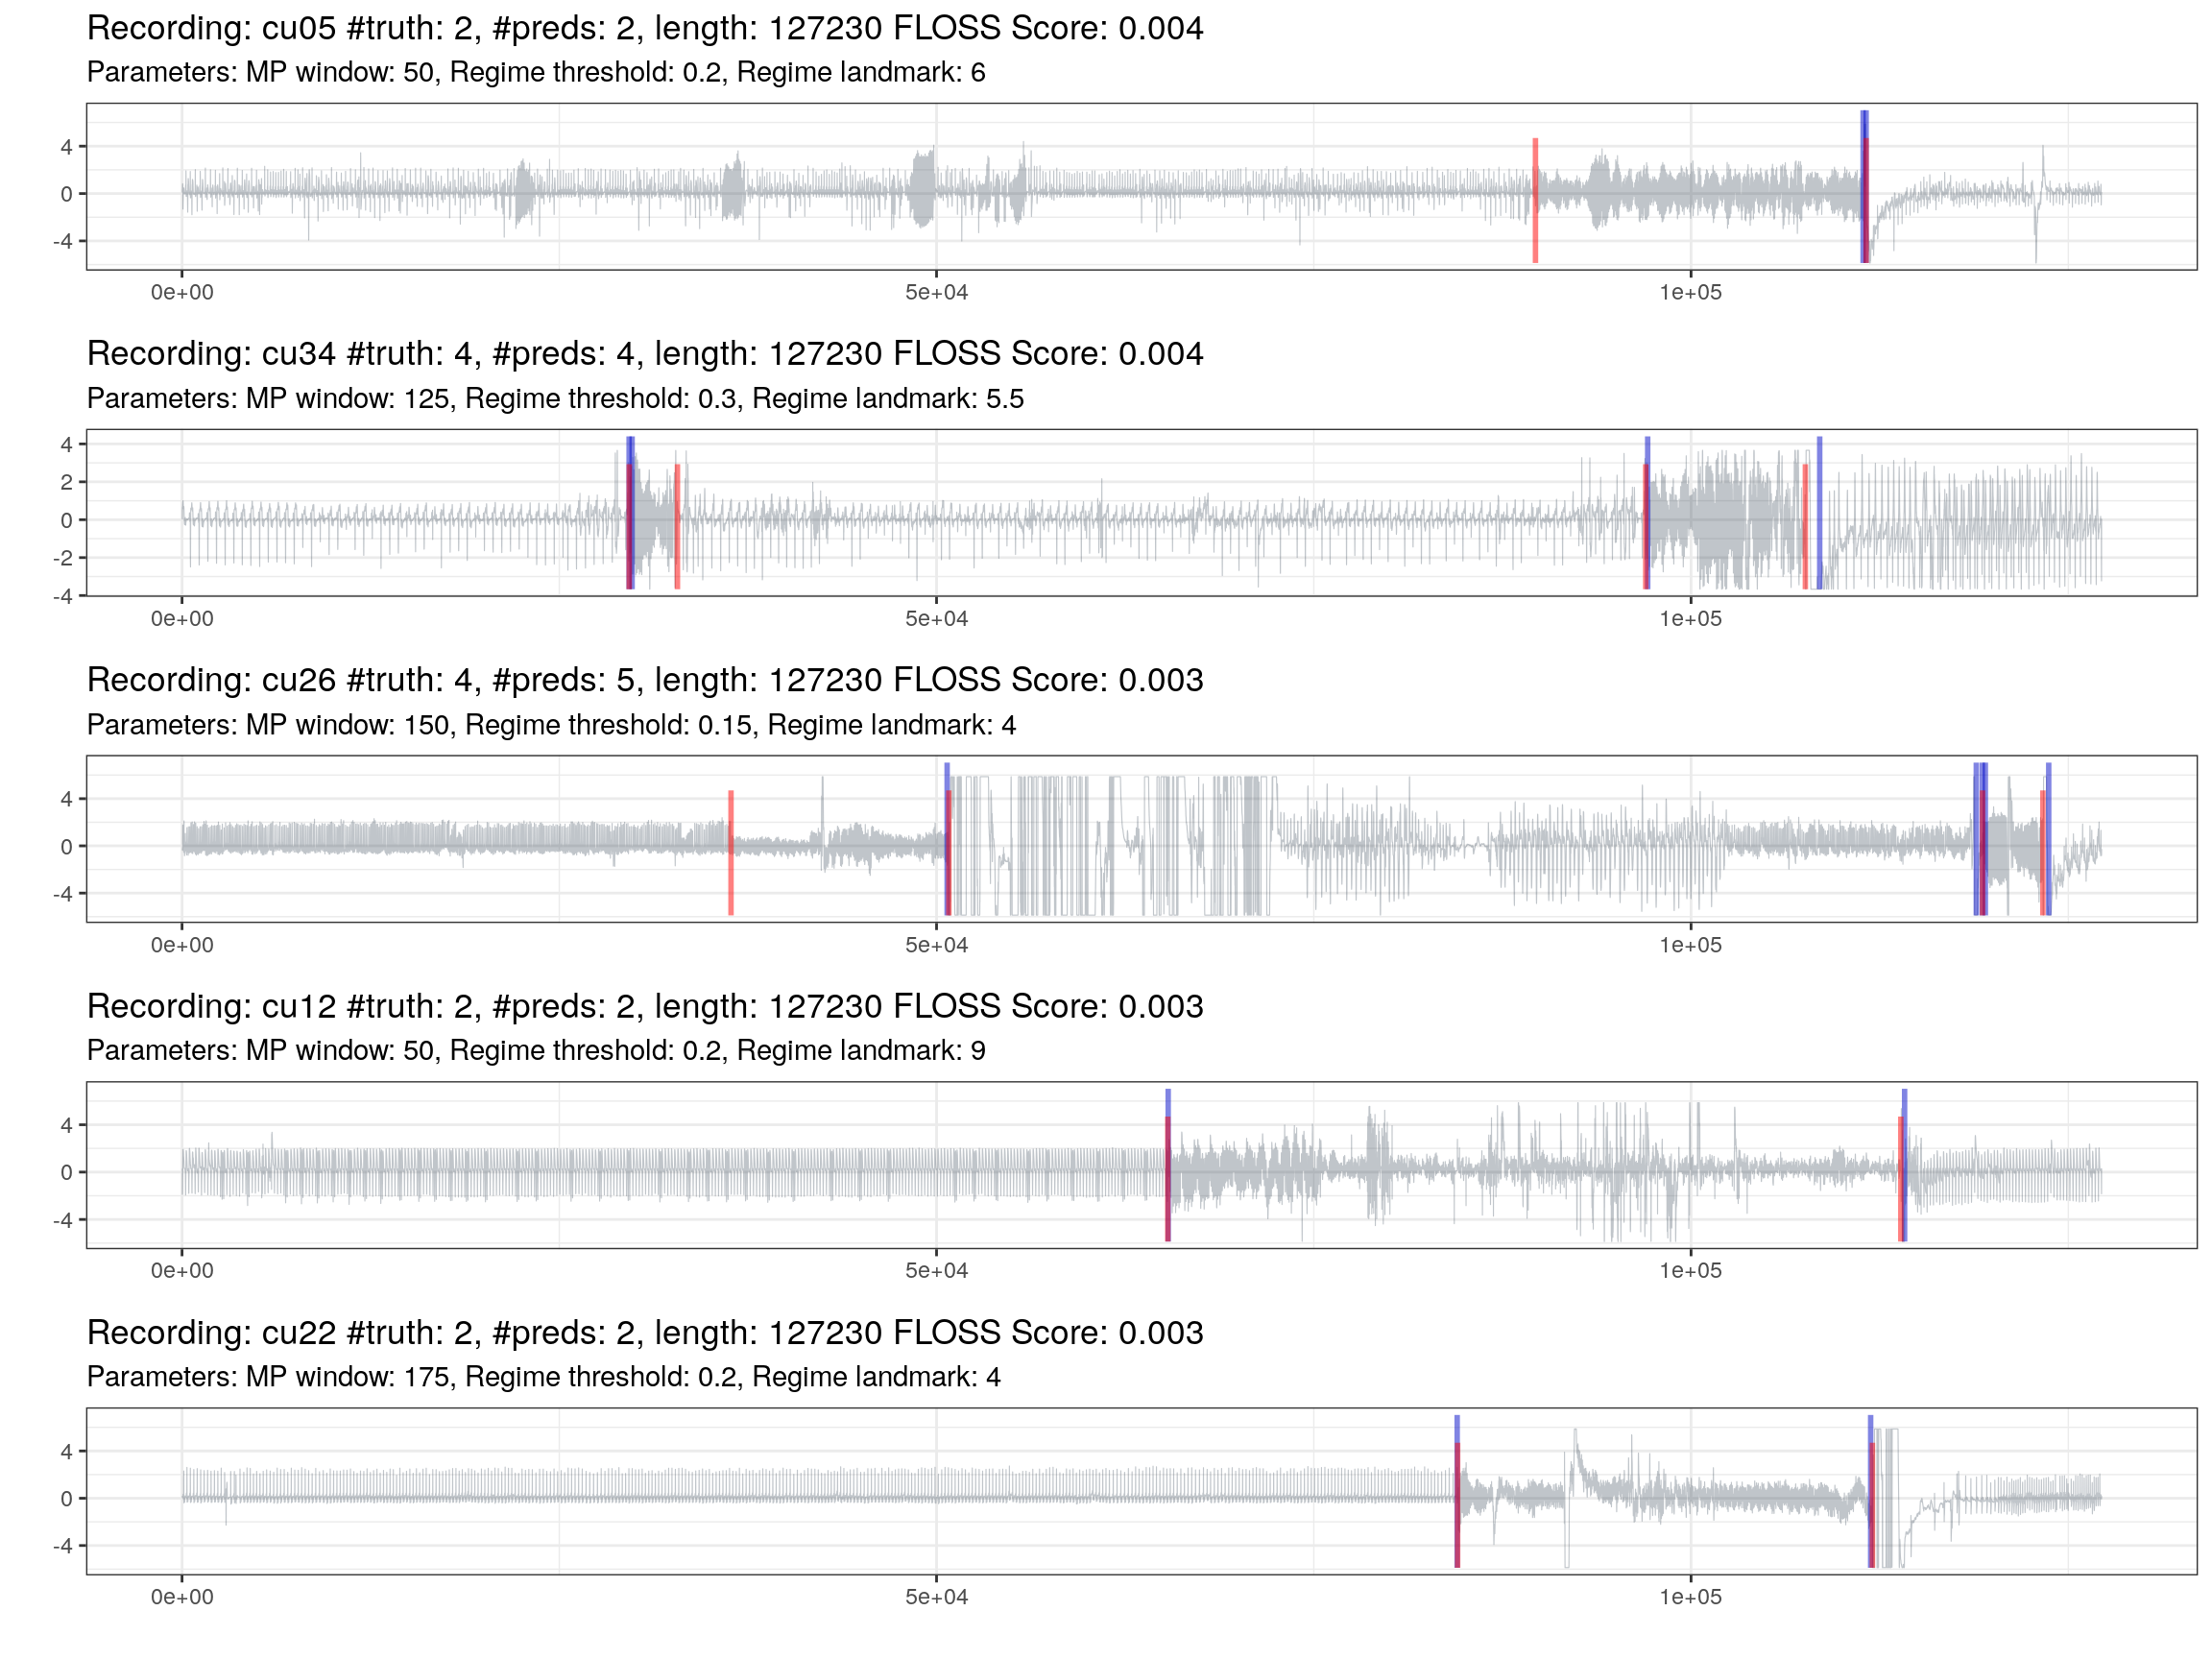 Recording: cu05 #truth: 2, #preds: 2, length: 127230 FLOSS Score: 0.004
Parameters: MP window: 50, Regime threshold: 0.2, Regime landmark: 6
4
0
-4
0e+00 5e+04 1e+05
Recording: cu34 #truth: 4, #preds: 4, length: 127230 FLOSS Score: 0.004
Parameters: MP window: 125, Regime threshold: 0.3, Regime landmark: 5.5
4
2
0
-2
-4
0e+00 5e+04 1e+05
Recording: cu26 #truth: 4, #preds: 5, length: 127230 FLOSS Score: 0.003
Parameters: MP window: 150, Regime threshold: 0.15, Regime landmark: 4
4
0
-4
0e+00 5e+04 1e+05
Recording: cu12 #truth: 2, #preds: 2, length: 127230 FLOSS Score: 0.003
Parameters: MP window: 50, Regime threshold: 0.2, Regime landmark: 9
4
0
-4
0e+00 5e+04 1e+05
Recording: cu22 #truth: 2, #preds: 2, length: 127230 FLOSS Score: 0.003
Parameters: MP window: 175, Regime threshold: 0.2, Regime landmark: 4
4
0
-4
0e+00 5e+04 1e+05